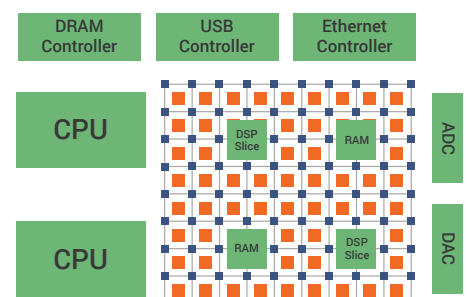 DRAM
Controller
USB
Controller
Ethernet
Controller
CPU
DSP
Slice
RAM
ADC
CPU
RAM
DSP
Slice
DAC